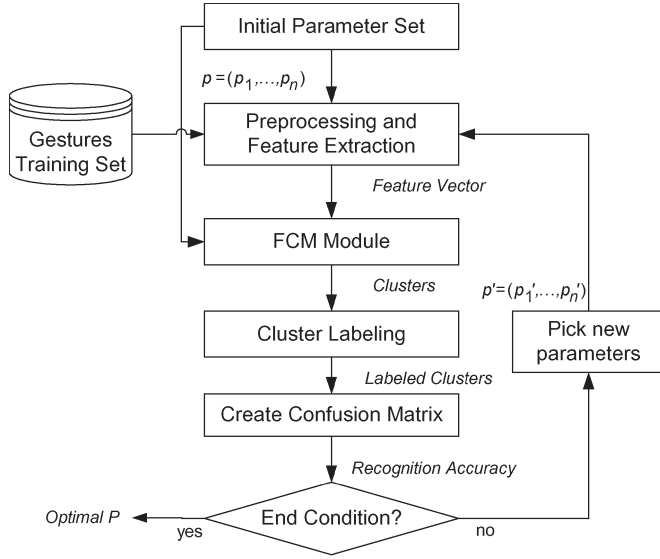 Initial Parameter Set
p = (p1,...,pn)
Gestures
Training Set
Preprocessing and
Feature Extraction
Feature Vector
FCM Module
Clusters
p'=(p1',...,pn')
Cluster Labeling
Pick new
parameters
Labeled Clusters
Create Confusion Matrix
Recognition Accuracy
Optimal P
yes
End Condition?
no